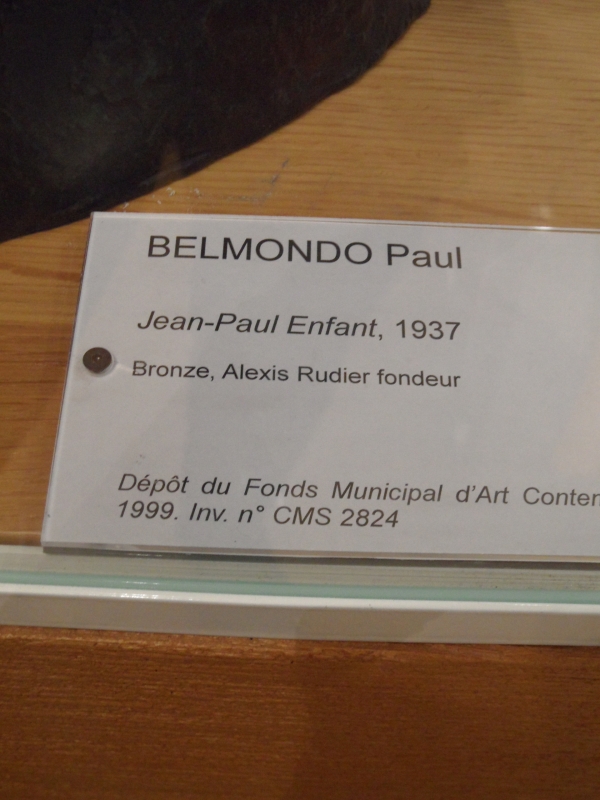 BELMONDO Paul
Jean-Paul Enfant, 1937
Bronze, Alexis Rudier fondeur
Dépôt du Fonds Municipal d'Art
1999. Inv. n° CMS 2824